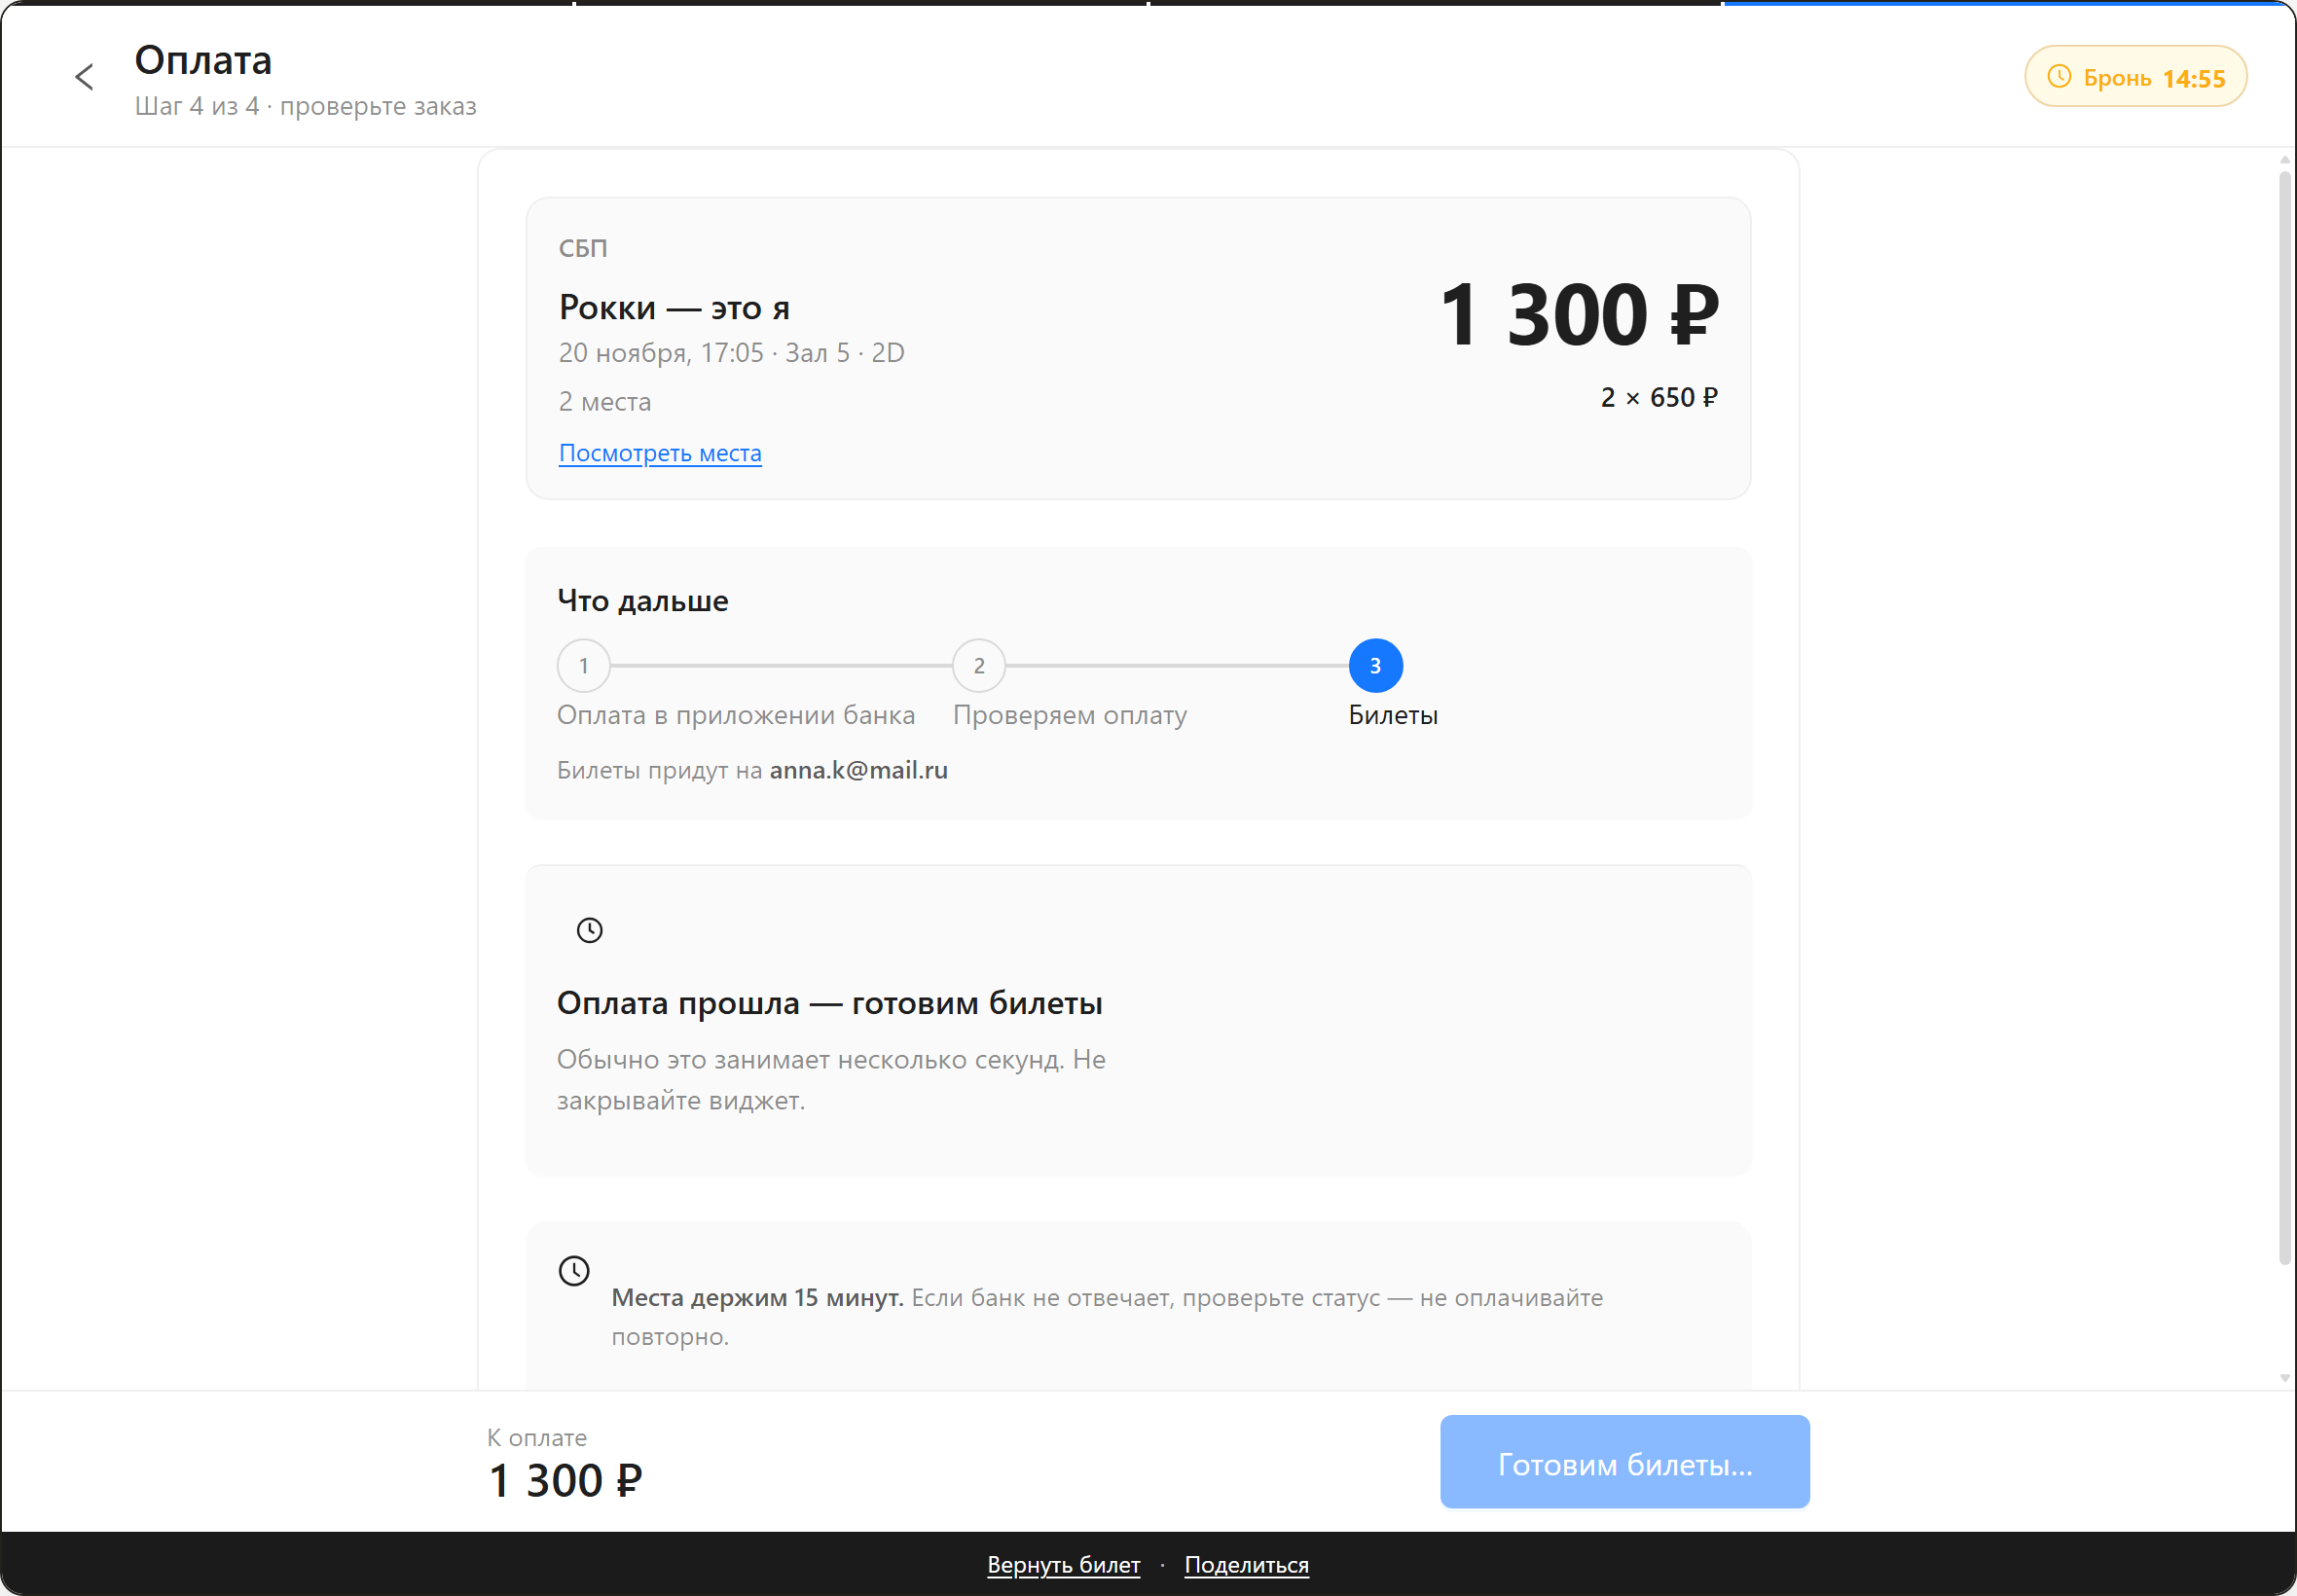 Оплата
Шаг 4 из 4 · проверьте заказ
Бронь 14:55
СБП
Рокки — это я
20 ноября, 17:05 · Зал 5 · 2D
2 места
Посмотреть места
1 300 ₽
2 × 650 ₽
Что дальше
1 2 3
Оплата в приложении банка Проверяем оплату Билеты
Билеты придут на anna.k@mail.ru
Оплата прошла — готовим билеты
Обычно это занимает несколько секунд. Не
закрывайте виджет.
Места держим 15 минут. Если банк не отвечает, проверьте статус — не оплачивайте
повторно.
К оплате
1 300 ₽
Готовим билеты...
Вернуть билет · Поделиться